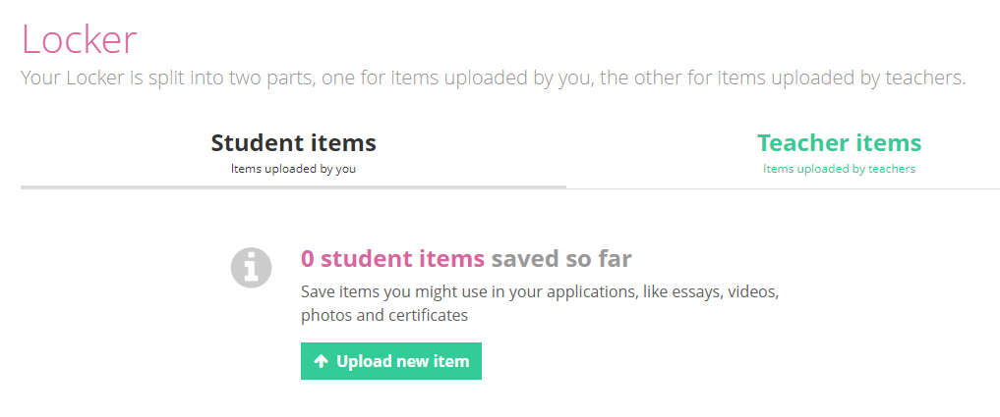 Locker
Your Locker is split into two parts, one for items uploaded by you, the other for items uploaded by teachers.
Student items
Items uploaded by you
Teacher items
Items uploaded by teachers
0 student items saved so far
Save items you might use in your applications, like essays, videos,
photos and certificates
Upload new item